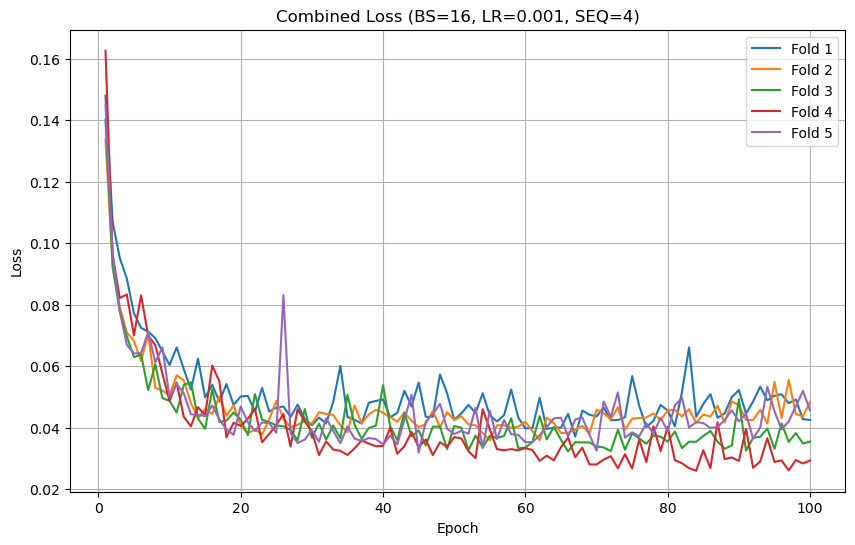 Combined Loss (BS=16, LR=0.001, SEQ=4)
Fold 1
Fold 2
Fold 3
Fold 4
Fold 5
0.16
0.14
0.12
0.10
0.08
0.06
0.04
0.02
Loss
0 20 40 60 80 100
Epoch